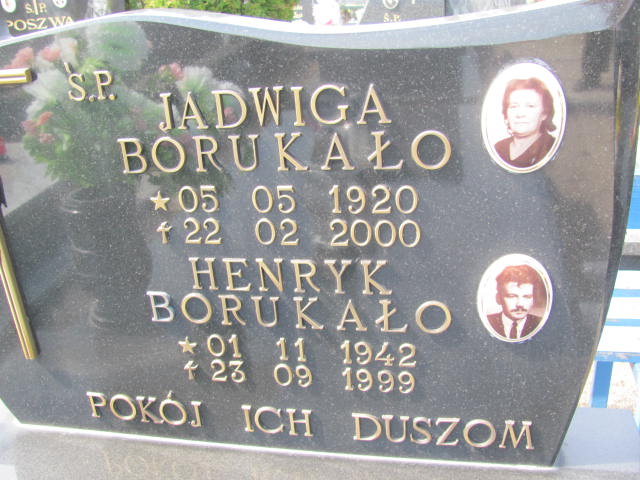 Ś.P.
POSZWA
Ś.P.
Ś.P.
JADWIGA
BORUKAŁO
★ 05 05 1920
† 22 02 2000
HENRYK
BORUKAŁO
★ 01 11 1942
† 23 09 1999
POKÓJ ICH DUSZOM